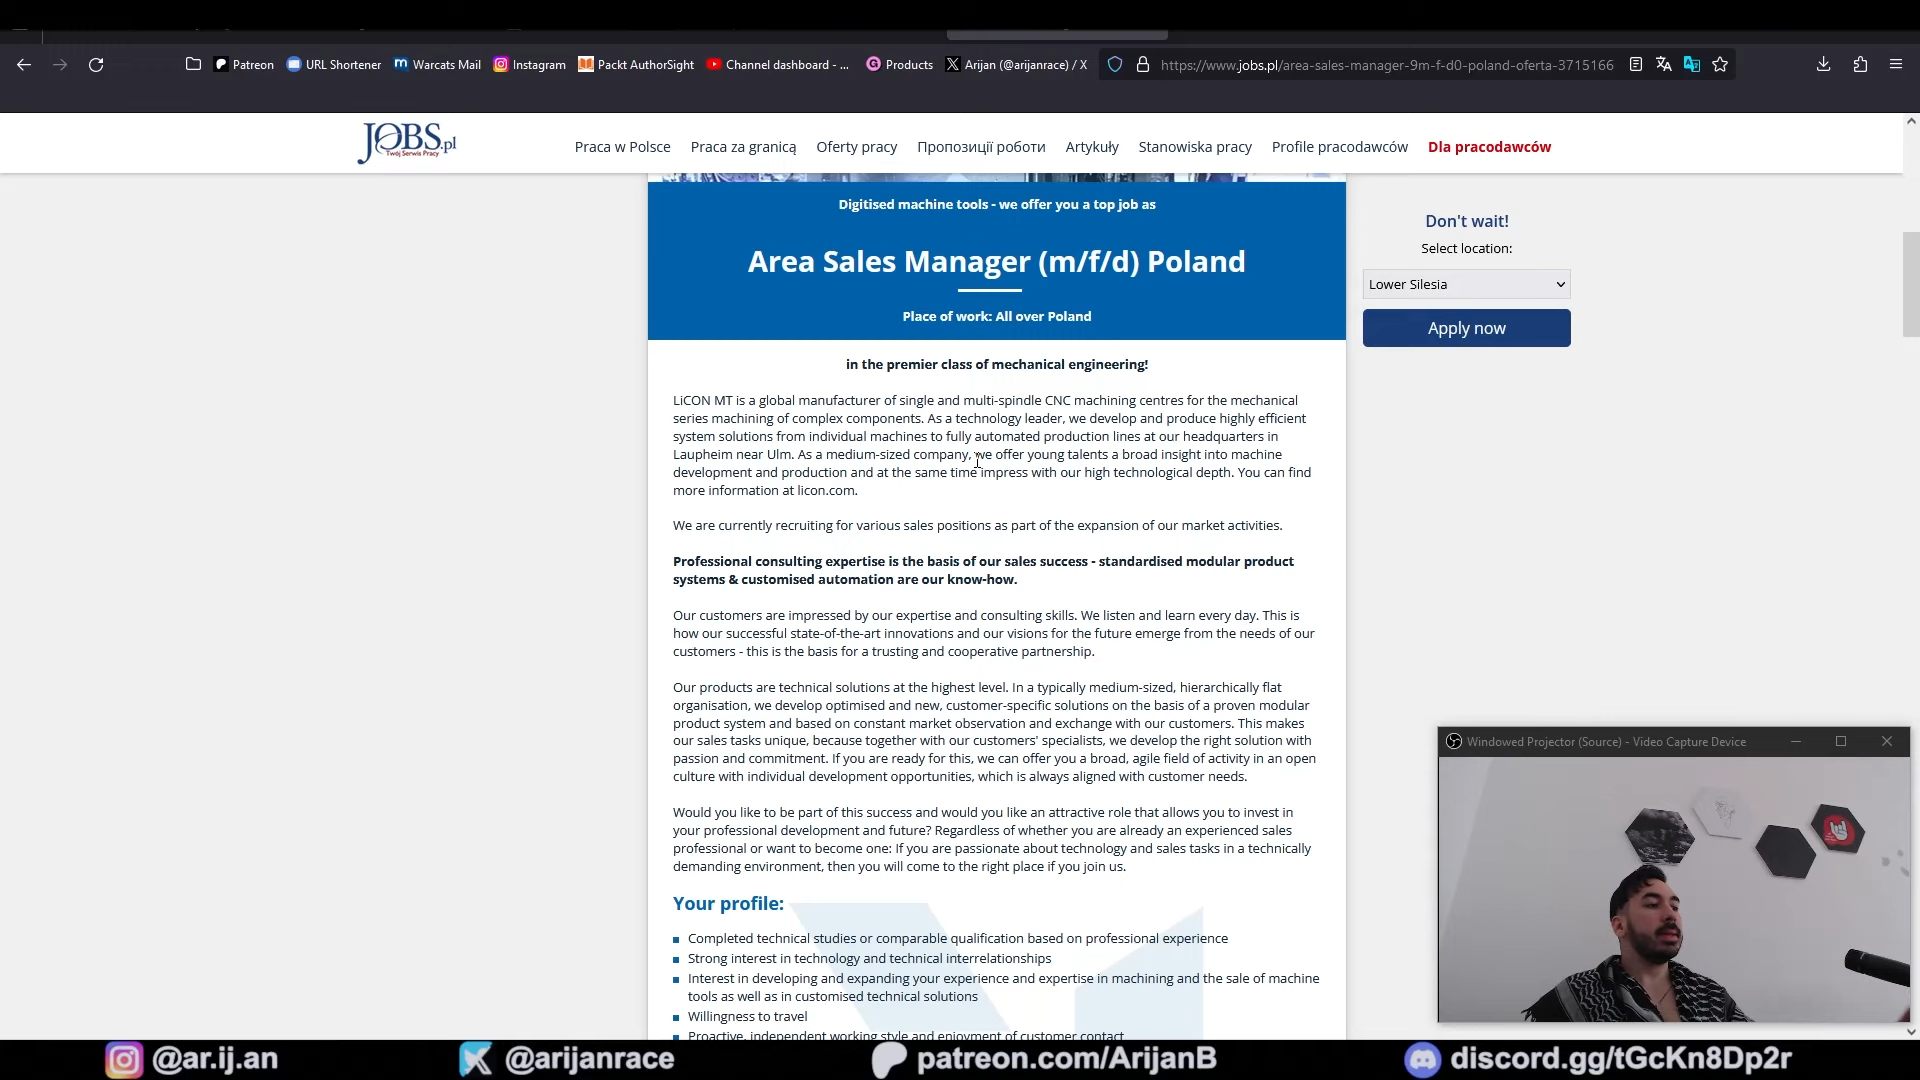 Patreon
URL Shortener
Warcats Mail
Instagram
Packt AuthorSight
Channel dashboard - ...
Products
Arijan (@arijanrace) / X
https://www.jobs.pl/area-sales-manager-9m-f-d0-poland-oferta-3715166
JOBS.pl
Twój Serwis Pracy
Praca w Polsce
Praca za granicą
Oferty pracy
Пропозиції роботи
Artykuły
Stanowiska pracy
Profile pracodawców
Dla pracodawców
Digitised machine tools - we offer you a top job as
Area Sales Manager (m/f/d) Poland
Place of work: All over Poland
Don't wait!
Select location:
Lower Silesia
Apply now
in the premier class of mechanical engineering!
LiCON MT is a global manufacturer of single and multi-spindle CNC machining centres for the mechanical
series machining of complex components. As a technology leader, we develop and produce highly efficient
system solutions from individual machines to fully automated production lines at our headquarters in
Laupheim near Ulm. As a medium-sized company, we offer young talents a broad insight into machine
development and production and at the same time impress with our high technological depth. You can find
more information at licon.com.
We are currently recruiting for various sales positions as part of the expansion of our market activities.
Professional consulting expertise is the basis of our sales success - standardised modular product
systems & customised automation are our know-how.
Our customers are impressed by our expertise and consulting skills. We listen and learn every day. This is
how our successful state-of-the-art innovations and our visions for the future emerge from the needs of our
customers - this is the basis for a trusting and cooperative partnership.
Our products are technical solutions at the highest level. In a typically medium-sized, hierarchically flat
organisation, we develop optimised and new, customer-specific solutions on the basis of a proven modular
product system and based on constant market observation and exchange with our customers. This makes
our sales tasks unique, because together with our customers' specialists, we develop the right solution with
passion and commitment. If you are ready for this, we can offer you a broad, agile field of activity in an open
culture with individual development opportunities, which is always aligned with customer needs.
Would you like to be part of this success and would you like an attractive role that allows you to invest in
your professional development and future? Regardless of whether you are already an experienced sales
professional or want to become one: If you are passionate about technology and sales tasks in a technically
demanding environment, then you will come to the right place if you join us.
Your profile:
Completed technical studies or comparable qualification based on professional experience
Strong interest in technology and technical interrelationships
Interest in developing and expanding your experience and expertise in machining and the sale of machine
tools as well as in customised technical solutions
Willingness to travel
Proactive, independent working style and enjoyment of customer contact
Windowed Projector (Source) - Video Capture Device
@ar.ij.an
@arijanrace
patreon.com/ArijanB
discord.gg/tGcKn8Dp2r